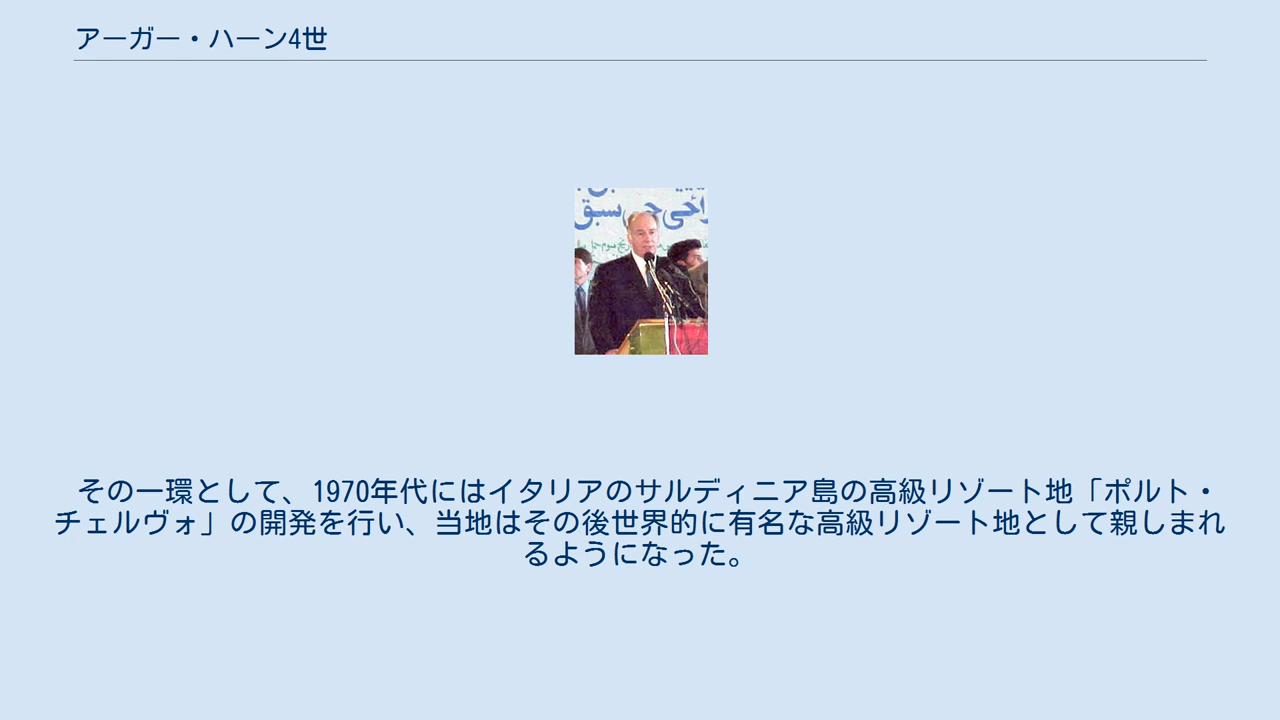 アーガー・ハーン4世
راچي جي سبق
その一環として、1970年代にはイタリアのサルディニア島の高級リゾート地「ポルト・
チェルヴォ」の開発を行い、当地はその後世界的に有名な高級リゾート地として親しまれ
るようになった。